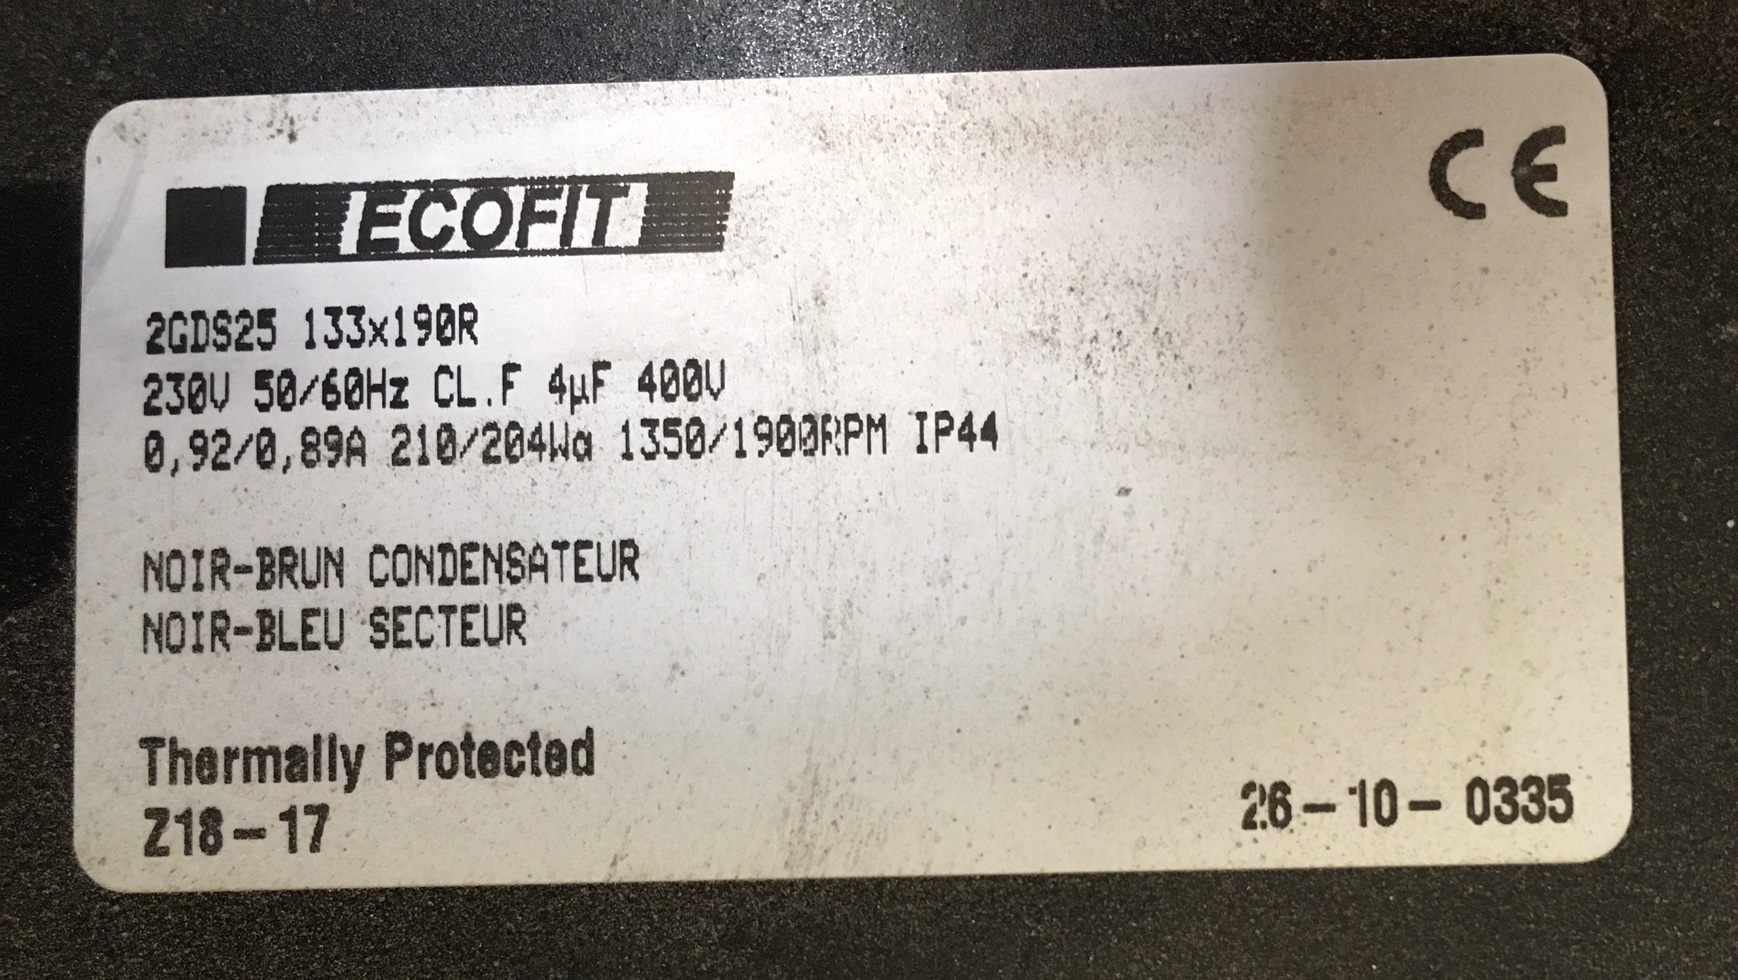 ECOFIT
CE
2GDS25 133x190R
230V 50/60Hz CL.F 4µF 400V
0,92/0,89A 210/204Wa 1350/1900RPM IP44
NOIR-BRUN CONDENSATEUR
NOIR-BLEU SECTEUR
Thermally Protected
Z18-17
26-10-0335